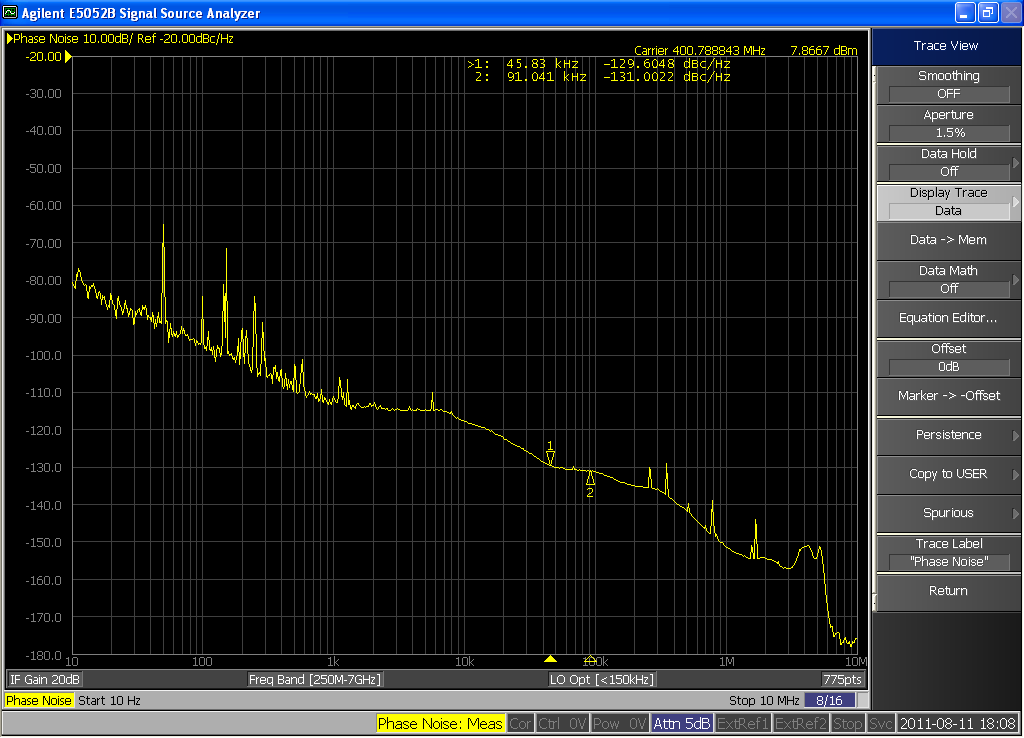 Agilent E5052B Signal Source Analyzer
Phase Noise 10.00dB/ Ref -20.00dBc/Hz
Carrier 400.788843 MHz 7.8667 dBm
>1: 45.83 kHz -129.6048 dBc/Hz
2: 91.041 kHz -131.0022 dBc/Hz
-20.00
-30.00
-40.00
-50.00
-60.00
-70.00
-80.00
-90.00
-100.0
-110.0
-120.0
-130.0
-140.0
-150.0
-160.0
-170.0
-180.0
1
2
10 100 1k 10k 100k 1M 10M
IF Gain 20dB Freq Band [250M-7GHz] LO Opt [<150kHz] 775pts
Phase Noise Start 10 Hz Stop 10 MHz 8/16
Phase Noise: Meas Cor Ctrl 0V Pow 0V Attn 5dB ExtRef1 ExtRef2 Stop Svc 2011-08-11 18:08
Trace View
Smoothing
OFF
Aperture
1.5%
Data Hold
Off
Display Trace
Data
Data -> Mem
Data Math
Off
Equation Editor...
Offset
0dB
Marker -> -Offset
Persistence
Copy to USER
Spurious
Trace Label
"Phase Noise"
Return